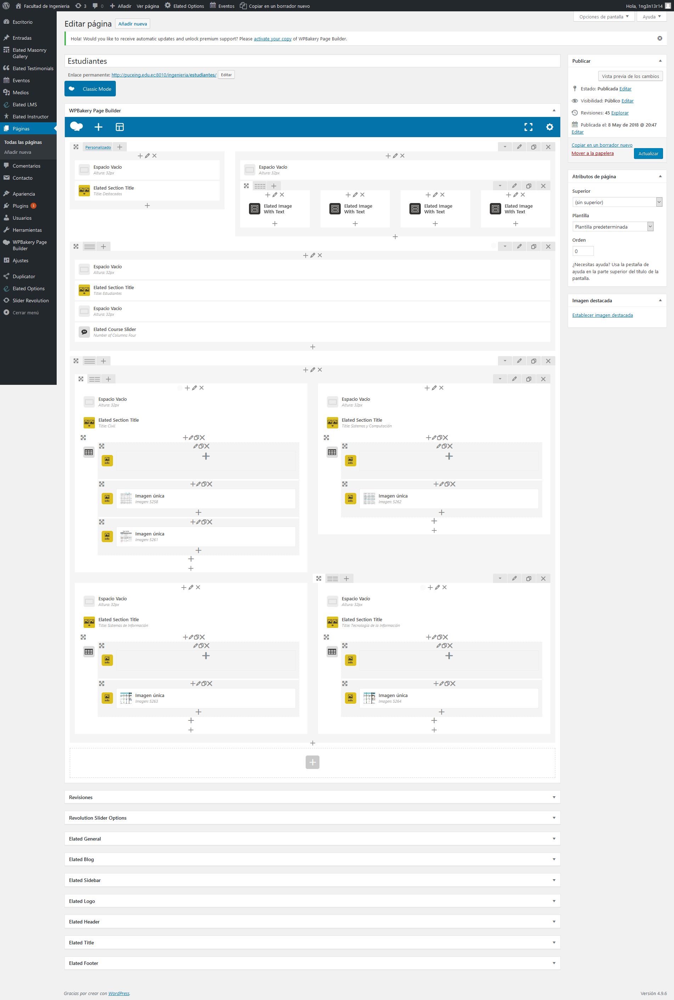 Facultad de Ingenieria
3
0
Añadir
Ver página
Elated Options
Eventos
Copiar en un borrador nuevo
Hola, 1ng3n13r14
Escritorio
Entradas
Elated Masonry
Gallery
Elated Testimonials
Eventos
Medios
Elated LMS
Elated Instructor
Páginas
Todas las páginas
Añadir nueva
Comentarios
Contacto
Apariencia
Plugins 3
Usuarios
Herramientas
WPBakery Page
Builder
Ajustes
Duplicator
Elated Options
Slider Revolution
Cerrar menú
Opciones de pantalla
Ayuda
Editar página
Añadir nueva
Hola! Would you like to receive automatic updates and unlock premium support? Please activate your copy of WPBakery Page Builder.
Estudiantes
Enlace permanente: http://puceing.edu.ec:8010/ingenieria/estudiantes/ Editar
Classic Mode
WPBakery Page Builder
Personalizado
Espacio Vacío
Altura: 32px
Elated Section Title
Title: Destacados
Espacio Vacío
Altura: 32px
Elated Image
With Text
Elated Image
With Text
Elated Image
With Text
Elated Image
With Text
Espacio Vacío
Altura: 32px
Elated Section Title
Title: Estudiantes
Espacio Vacío
Altura: 32px
Elated Course Slider
Number of Columns: Four
Espacio Vacío
Altura: 32px
Elated Section Title
Title: Civil
info
info
Imagen única
Imagen: 5258
info
Imagen única
Imagen: 5261
Espacio Vacío
Altura: 32px
Elated Section Title
Title: Sistemas y Computación
info
info
Imagen única
Imagen: 5262
Espacio Vacío
Altura: 32px
Elated Section Title
Title: Sistemas de Información
info
info
Imagen única
Imagen: 5263
Espacio Vacío
Altura: 32px
Elated Section Title
Title: Tecnología de la Información
info
info
Imagen única
Imagen: 5264
Revisiones
Revolution Slider Options
Elated General
Elated Blog
Elated Sidebar
Elated Logo
Elated Header
Elated Title
Elated Footer
Publicar
Vista previa de los cambios
Estado: Publicada Editar
Visibilidad: Público Editar
Revisiones: 45 Explorar
Publicada el: 8 May de 2018 @ 20:47
Editar
Copiar en un borrador nuevo
Mover a la papelera
Actualizar
Atributos de página
Superior
(sin superior)
Plantilla
Plantilla predeterminada
Orden
0
¿Necesitas ayuda? Usa la pestaña de
ayuda en la parte superior del título de la
pantalla.
Imagen destacada
Establecer imagen destacada
Gracias por crear con WordPress.
Versión 4.9.6